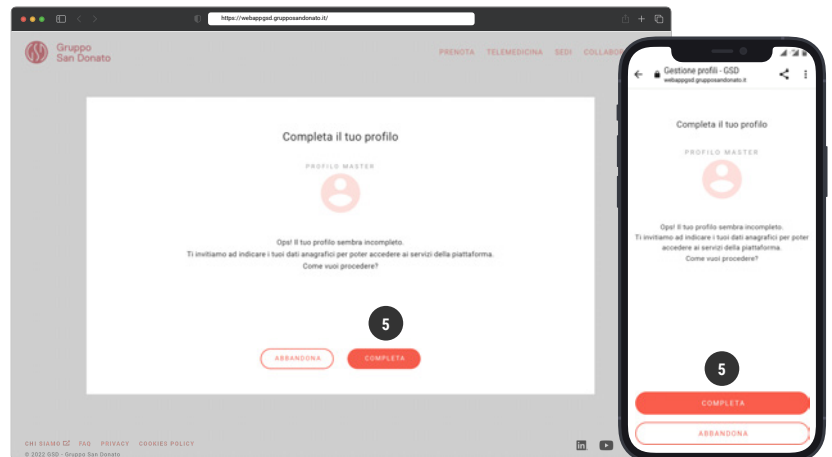 https://webappgsd.grupposandonato.it/
Gruppo
San Donato
PRENOTA TELEMEDICINA SEDI COLLABOR
Completa il tuo profilo
PROFILO MASTER
Ops! Il tuo profilo sembra incompleto.
Ti invitiamo ad indicare i tuoi dati anagrafici per poter accedere ai servizi della piattaforma.
Come vuoi procedere?
5
ABBANDONA COMPLETA
CHI SIAMO FAQ PRIVACY COOKIES POLICY
© 2022 GSD - Gruppo San Donato
Gestione profili - GSD
webappgsd.grupposandonato.it
Completa il tuo profilo
PROFILO MASTER
Ops! Il tuo profilo sembra incompleto.
Ti invitiamo ad indicare i tuoi dati anagrafici per poter
accedere ai servizi della piattaforma.
Come vuoi procedere?
5
COMPLETA
ABBANDONA